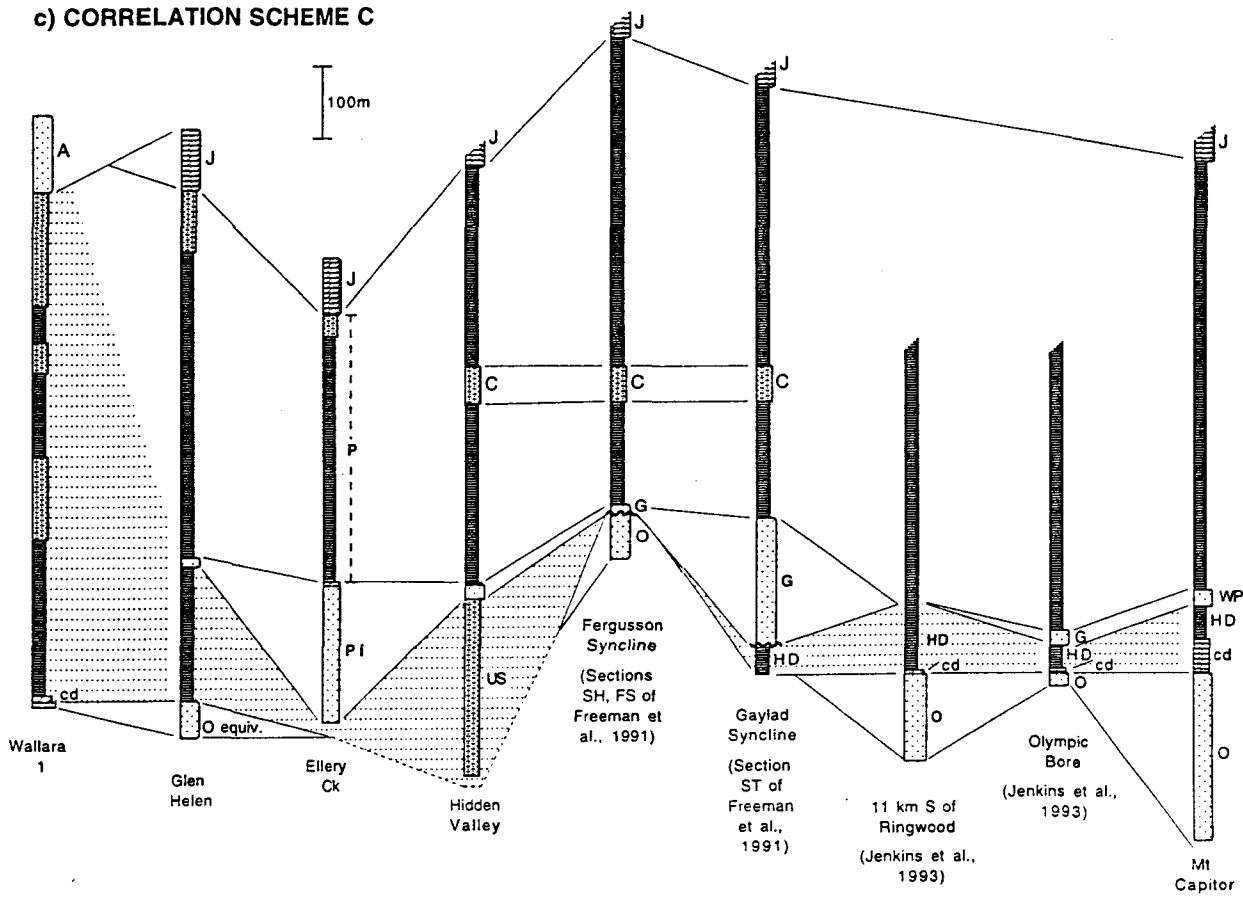 c) CORRELATION SCHEME C
100m
A
cd
Wallara
1
J
O equiv.
Glen
Helen
J
P
Pf
Ellery
Ck
J
C
US
Hidden
Valley
J
C
G
O
Fergusson
Syncline
(Sections
SH, FS of
Freeman et
al., 1991)
J
C
G
HD
Gaylad
Syncline
(Section
ST of
Freeman
et al.,
1991)
HD
cd
O
11 km S of
Ringwood
(Jenkins et al.,
1993)
G
HD
cd
O
Olympic
Bore
(Jenkins et al.,
1993)
J
WP
HD
cd
O
Mt
Capitor